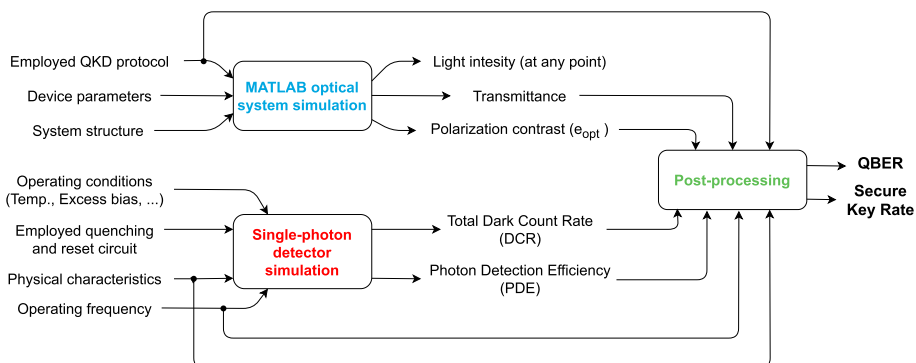 Employed QKD protocol
Device parameters
System structure
MATLAB optical
system simulation
Light intesity (at any point)
Transmittance
Polarization contrast (e_opt )
Operating conditions
(Temp., Excess bias, ...)
Employed quenching
and reset circuit
Physical characteristics
Operating frequency
Single-photon
detector
simulation
Total Dark Count Rate
(DCR)
Photon Detection Efficiency
(PDE)
Post-processing
QBER
Secure
Key Rate